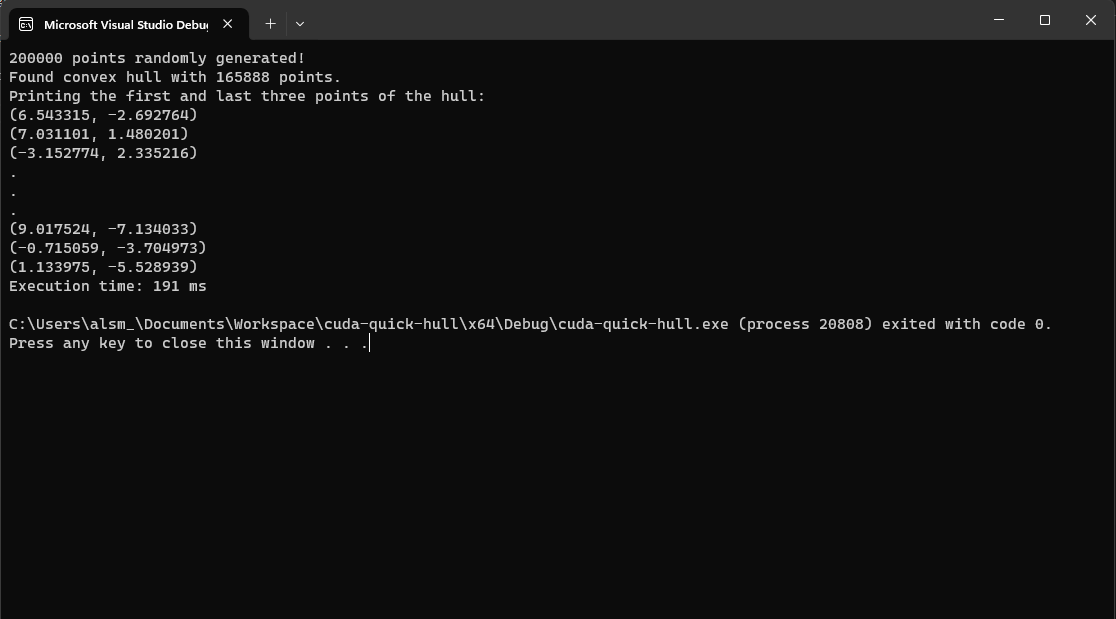 Microsoft Visual Studio Debug
200000 points randomly generated!
Found convex hull with 165888 points.
Printing the first and last three points of the hull:
(6.543315, -2.692764)
(7.031101, 1.480201)
(-3.152774, 2.335216)
.
.
.
(9.017524, -7.134033)
(-0.715059, -3.704973)
(1.133975, -5.528939)
Execution time: 191 ms
C:\Users\alsm_\Documents\Workspace\cuda-quick-hull\x64\Debug\cuda-quick-hull.exe (process 20808) exited with code 0.
Press any key to close this window . . .